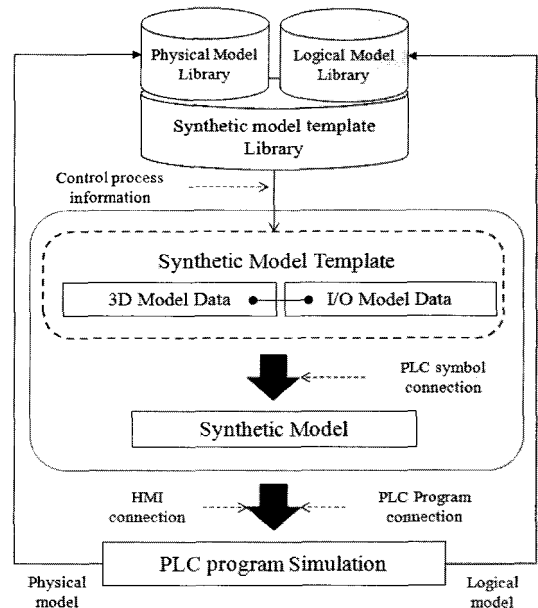 Physical Model
Library
Logical Model
Library
Synthetic model template
Library
Control process
information
Synthetic Model Template
3D Model Data
I/O Model Data
PLC symbol
connection
Synthetic Model
HMI
connection
PLC Program
connection
PLC program Simulation
Physical
model
Logical
model